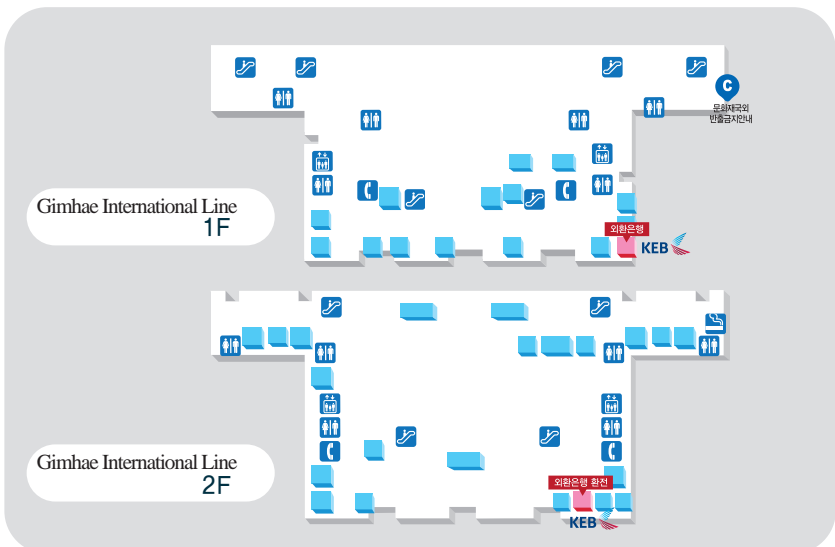 C
문화재국외
반출금지안내
Gimhae International Line
1F
외환은행
KEB
Gimhae International Line
2F
외환은행 환전
KEB